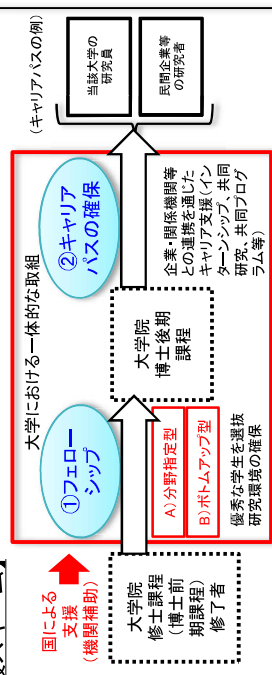 スキーム】
国による
支援
(機関補助)
大学における一体的な取組
大学院
修士課程
(博士前
期課程)
修了者
①フェロー
シップ
A)分野指定型
B)ボトムアップ型
優秀な学生を選抜
研究環境の確保
大学院
博士後期
課程
②キャリア
パスの確保
企業・関係機関等
との連携を通じた
キャリア支援(イン
ターンシップ、共同
研究、共同プログ
ラム等)
(キャリアパスの例)
当該大学の
研究員
民間企業等
の研究者